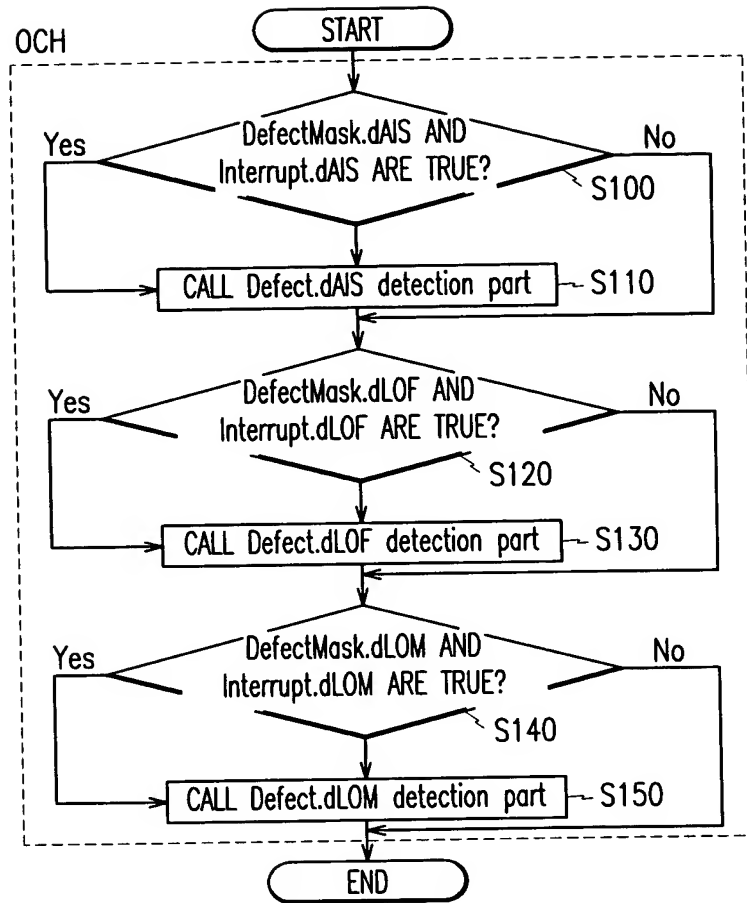 START
OCH
Yes
DefectMask.dAIS AND
Interrupt.dAIS ARE TRUE?
No
S100
CALL Defect.dAIS detection part
S110
Yes
DefectMask.dLOF AND
Interrupt.dLOF ARE TRUE?
No
S120
CALL Defect.dLOF detection part
S130
Yes
DefectMask.dLOM AND
Interrupt.dLOM ARE TRUE?
No
S140
CALL Defect.dLOM detection part
S150
END